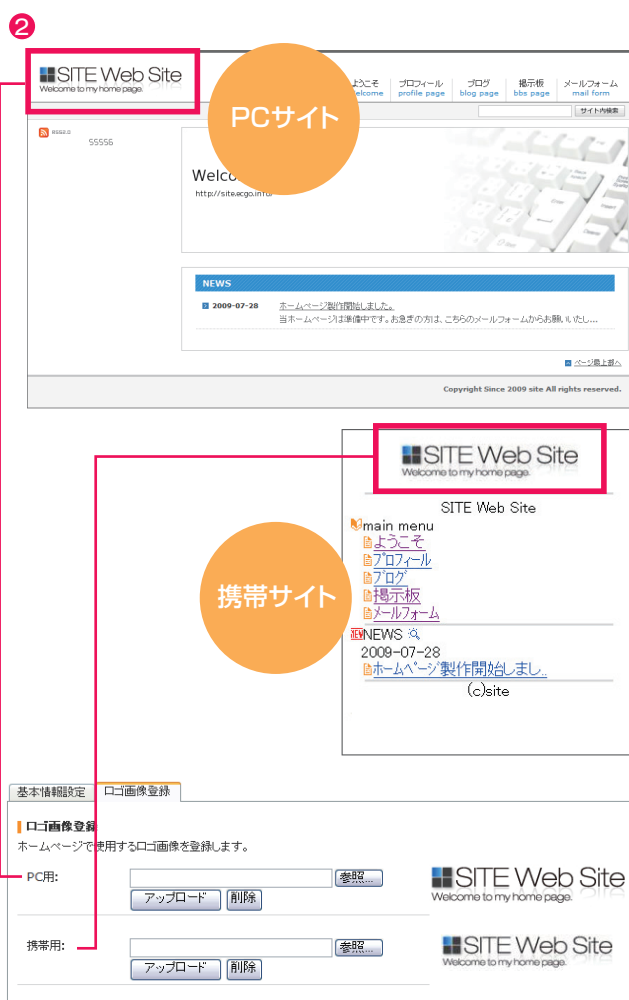 2
SITE Web Site
Welcome to my home page.
プロフィール
profile page
ブログ
blog page
掲示板
bbs page
メールフォーム
mail form
PCサイト
サイト内検索
RSS2.0
55556
http://site.ecgo.info/
NEWS
2009-07-28 ホームページ製作開始しました。
当ホームページは準備中です。お急ぎの方は、こちらのメールフォームからお願いいたし...
ページ最上部へ
Copyright Since 2009 site All rights reserved.
SITE Web Site
Welcome to my home page.
SITE Web Site
main menu
ようこそ
プロフィール
ブログ
掲示板
メールフォーム
携帯サイト
NEW NEWS
2009-07-28
ホームページ製作開始しまし..
(c)site
基本情報設定 ロゴ画像登録
ロゴ画像登録
ホームページで使用するロゴ画像を登録します。
PC用: 参照...
アップロード 削除
SITE Web Site
Welcome to my home page.
携帯用: 参照...
アップロード 削除
SITE Web Site
Welcome to my home page.